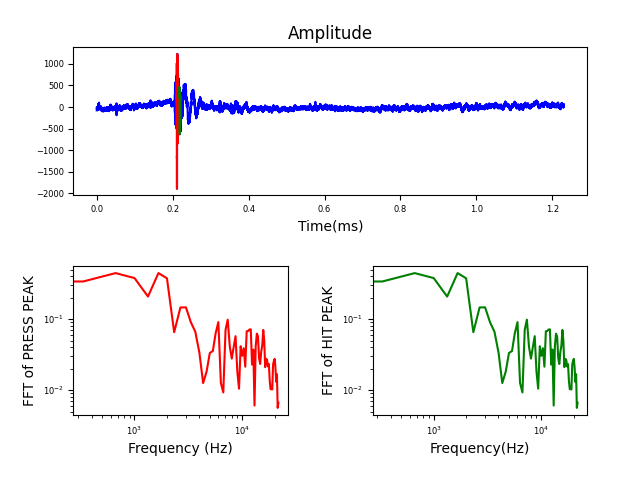 Amplitude
1000
500
0
−500
−1000
−1500
−2000
0.0 0.2 0.4 0.6 0.8 1.0 1.2
Time(ms)
FFT of PRESS PEAK
10⁻¹
10⁻²
10³ 10⁴
Frequency (Hz)
FFT of HIT PEAK
10⁻¹
10⁻²
10³ 10⁴
Frequency(Hz)